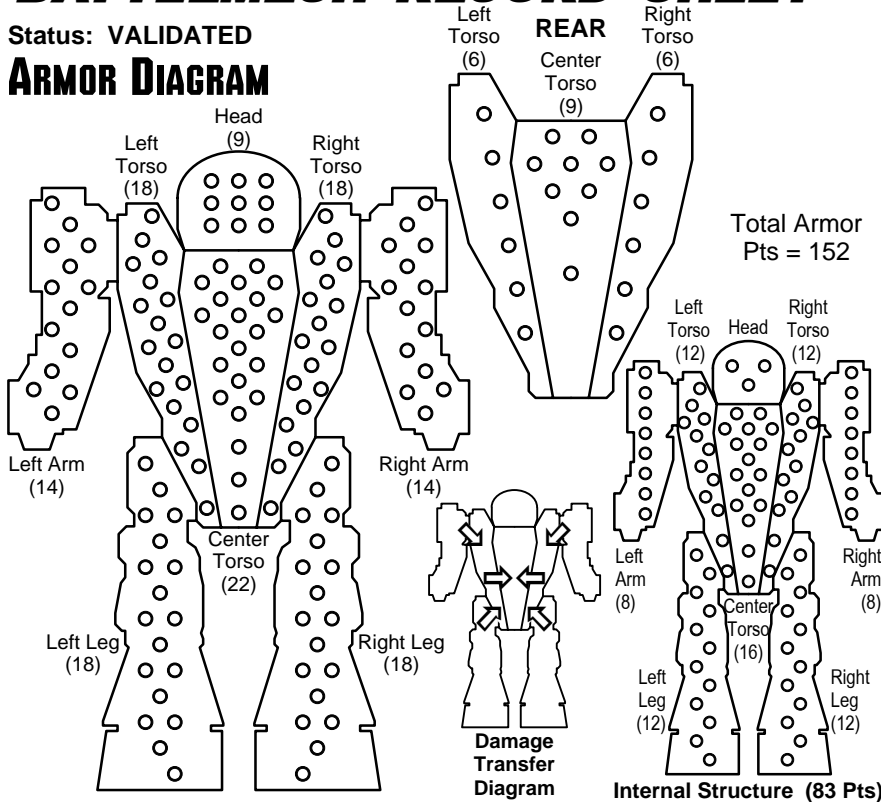 BATTLEMECH RECORD SHEET
Status: VALIDATED
ARMOR DIAGRAM
Head
(9)
Left
Torso
(18)
Right
Torso
(18)
Left Arm
(14)
Right Arm
(14)
Center
Torso
(22)
Left Leg
(18)
Right Leg
(18)
Left
Torso
(6)
REAR
Center
Torso
(9)
Right
Torso
(6)
Total Armor
Pts = 152
Left
Torso
(12)
Head
Right
Torso
(12)
Left
Arm
(8)
Right
Arm
(8)
Center
Torso
(16)
Left
Leg
(12)
Right
Leg
(12)
Damage
Transfer
Diagram
Internal Structure (83 Pts)